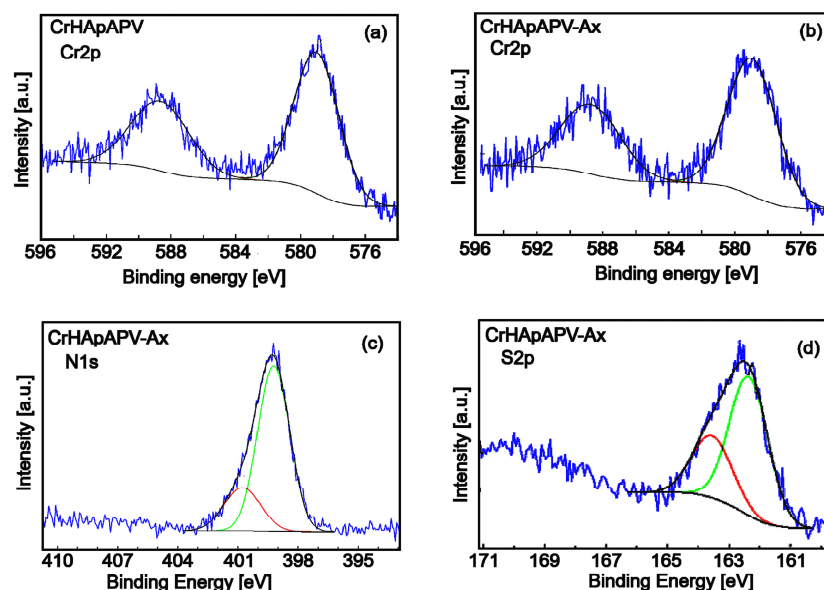 CrHApAPV
Cr2p
(a)
Intensity [a.u.]
596 592 588 584 580 576
Binding energy [eV]
CrHApAPV-Ax
Cr2p
(b)
Intensity [a.u.]
596 592 588 584 580 576
Binding energy [eV]
CrHApAPV-Ax
N1s
(c)
Intensity [a.u.]
410 407 404 401 398 395
Binding Energy [eV]
CrHApAPV-Ax
S2p
(d)
Intensity [a.u.]
171 169 167 165 163 161
Binding Energy [eV]